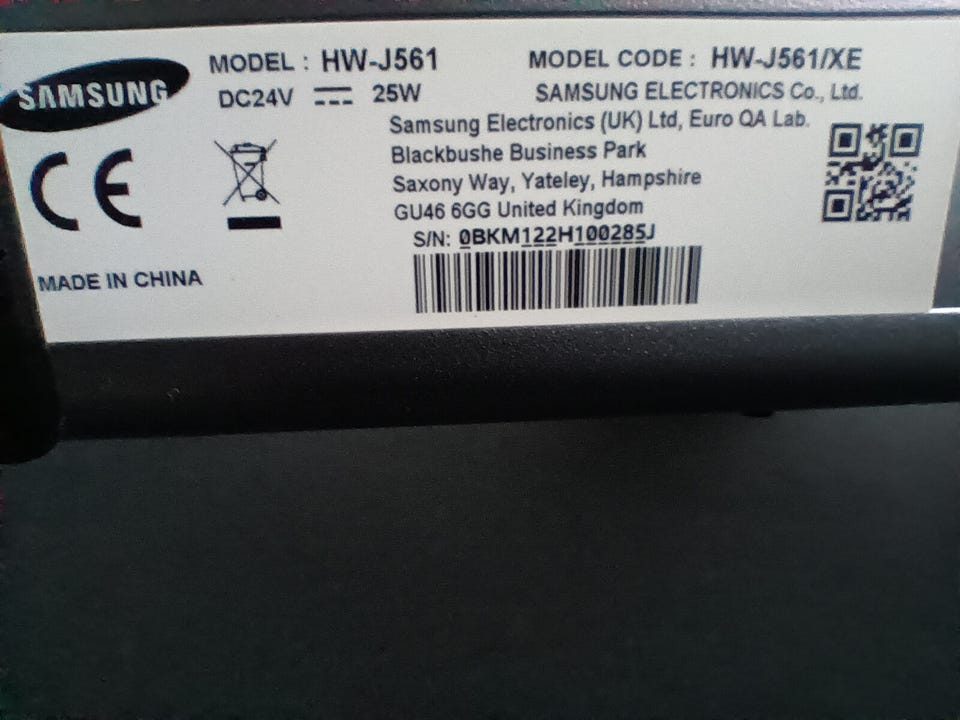 SAMSUNG
MODEL : HW-J561 MODEL CODE : HW-J561/XE
DC24V 25W SAMSUNG ELECTRONICS Co., Ltd.
Samsung Electronics (UK) Ltd, Euro QA Lab.
Blackbushe Business Park
Saxony Way, Yateley, Hampshire
GU46 6GG United Kingdom
S/N: 0BKM122H100285J
CE
MADE IN CHINA